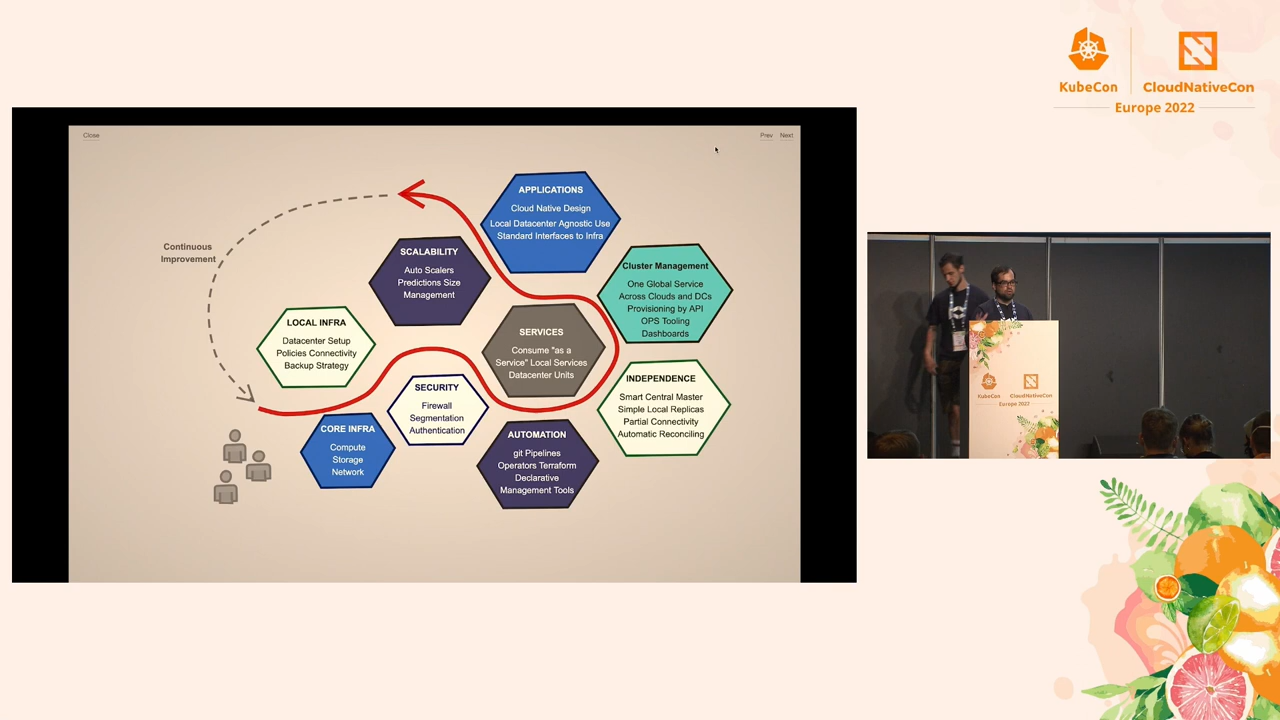 KubeCon
CloudNativeCon
Europe 2022
Close
Prev
Next
APPLICATIONS
Cloud Native Design
Local Datacenter Agnostic Use
Standard Interfaces to Infra
Continuous
Improvement
SCALABILITY
Auto Scalers
Predictions Size
Management
Cluster Management
One Global Service
Across Clouds and DCs
Provisioning by API
OPS Tooling
Dashboards
LOCAL INFRA
Datacenter Setup
Policies Connectivity
Backup Strategy
SERVICES
Consume "as a
Service" Local Services
Datacenter Units
SECURITY
Firewall
Segmentation
Authentication
INDEPENDENCE
Smart Central Master
Simple Local Replicas
Partial Connectivity
Automatic Reconciling
CORE INFRA
Compute
Storage
Network
AUTOMATION
git Pipelines
Operators Terraform
Declarative
Management Tools
KubeCon
CloudNativeCon
Europe 2022